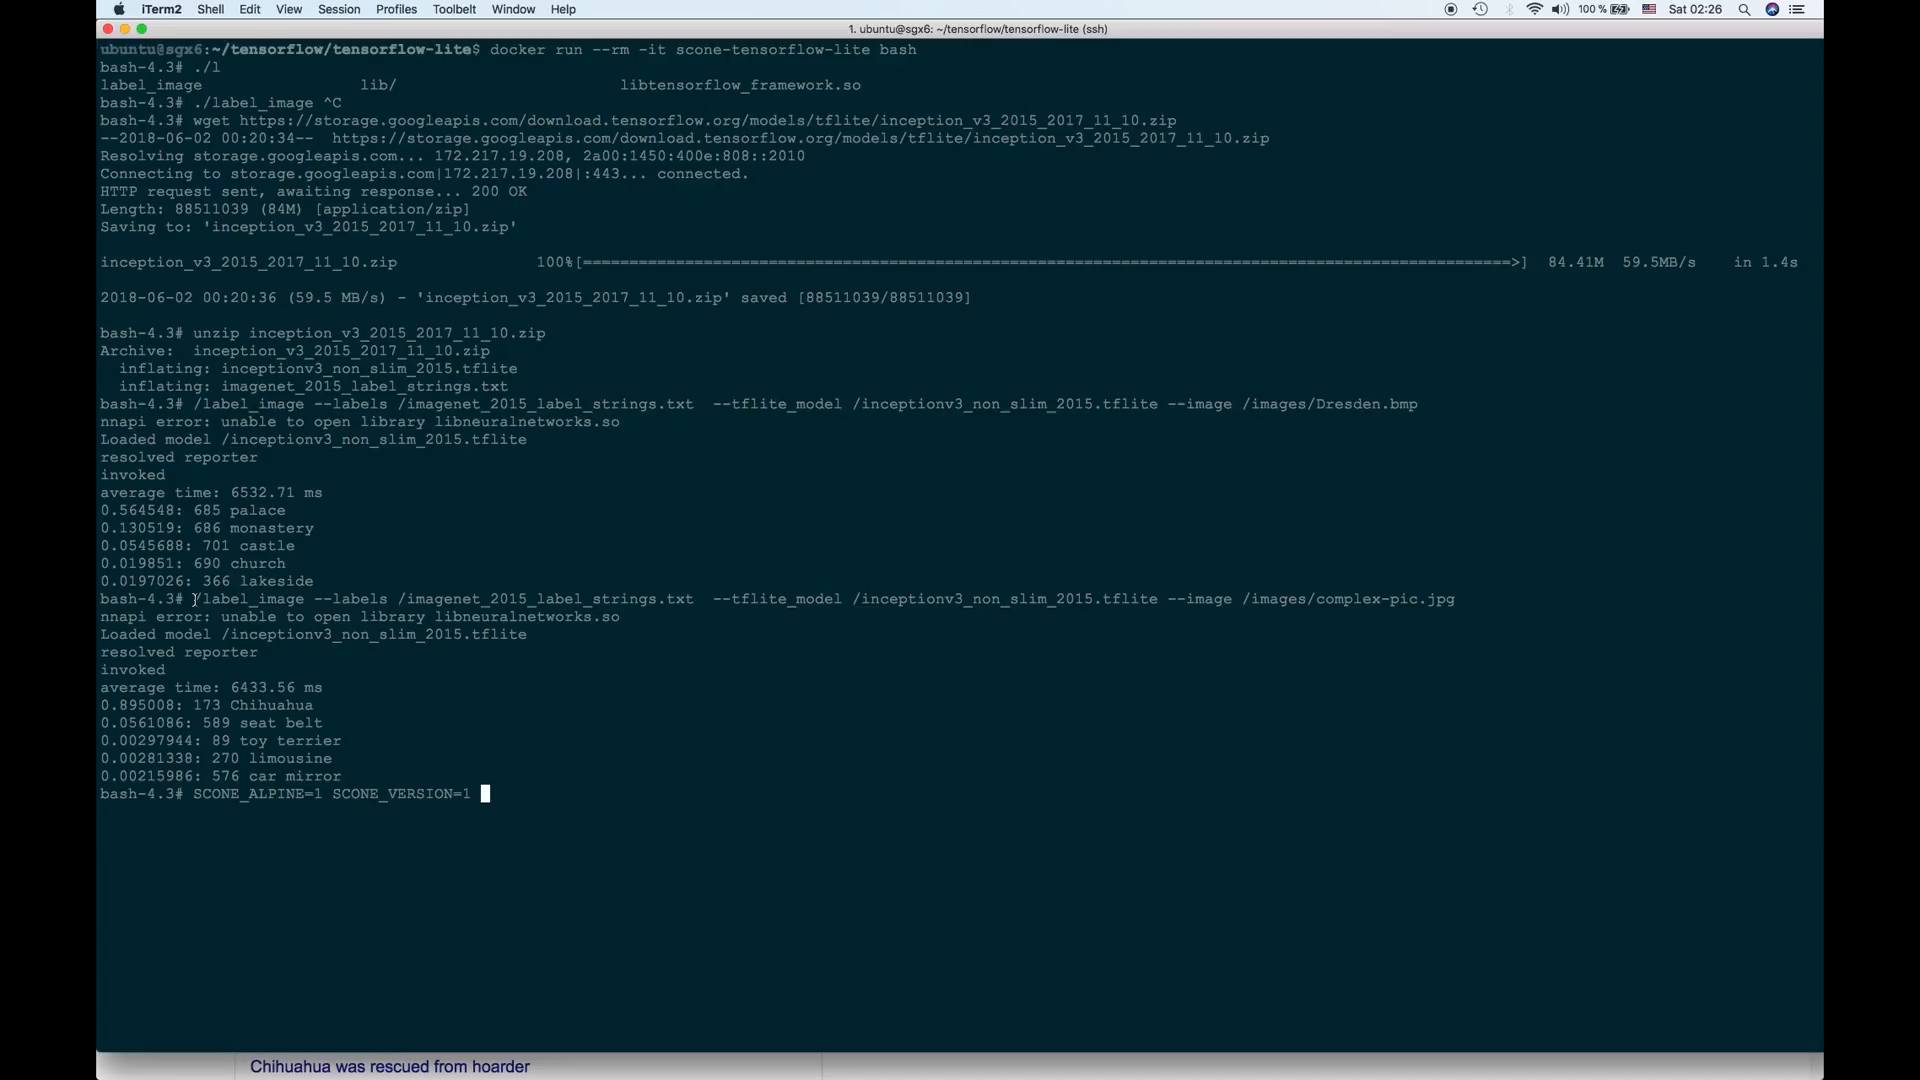 iTerm2 Shell Edit View Session Profiles Toolbelt Window Help 100 % Sat 02:26
1. ubuntu@sgx6: ~/tensorflow/tensorflow-lite (ssh)
ubuntu@sgx6:~/tensorflow/tensorflow-lite$ docker run --rm -it scone-tensorflow-lite bash
bash-4.3# ./l
label_image lib/ libtensorflow_framework.so
bash-4.3# ./label_image ^C
bash-4.3# wget https://storage.googleapis.com/download.tensorflow.org/models/tflite/inception_v3_2015_2017_11_10.zip
--2018-06-02 00:20:34-- https://storage.googleapis.com/download.tensorflow.org/models/tflite/inception_v3_2015_2017_11_10.zip
Resolving storage.googleapis.com... 172.217.19.208, 2a00:1450:400e:808::2010
Connecting to storage.googleapis.com|172.217.19.208|:443... connected.
HTTP request sent, awaiting response... 200 OK
Length: 88511039 (84M) [application/zip]
Saving to: 'inception_v3_2015_2017_11_10.zip'
inception_v3_2015_2017_11_10.zip 100%[====================================================================================================>] 84.41M 59.5MB/s in 1.4s
2018-06-02 00:20:36 (59.5 MB/s) - 'inception_v3_2015_2017_11_10.zip' saved [88511039/88511039]
bash-4.3# unzip inception_v3_2015_2017_11_10.zip
Archive: inception_v3_2015_2017_11_10.zip
inflating: inceptionv3_non_slim_2015.tflite
inflating: imagenet_2015_label_strings.txt
bash-4.3# /label_image --labels /imagenet_2015_label_strings.txt --tflite_model /inceptionv3_non_slim_2015.tflite --image /images/Dresden.bmp
nnapi error: unable to open library libneuralnetworks.so
Loaded model /inceptionv3_non_slim_2015.tflite
resolved reporter
invoked
average time: 6532.71 ms
0.564548: 685 palace
0.130519: 686 monastery
0.0545688: 701 castle
0.019851: 690 church
0.0197026: 366 lakeside
bash-4.3# /label_image --labels /imagenet_2015_label_strings.txt --tflite_model /inceptionv3_non_slim_2015.tflite --image /images/complex-pic.jpg
nnapi error: unable to open library libneuralnetworks.so
Loaded model /inceptionv3_non_slim_2015.tflite
resolved reporter
invoked
average time: 6433.56 ms
0.895008: 173 Chihuahua
0.0561086: 589 seat belt
0.00297944: 89 toy terrier
0.00281338: 270 limousine
0.00215986: 576 car mirror
bash-4.3# SCONE_ALPINE=1 SCONE_VERSION=1
Chihuahua was rescued from hoarder